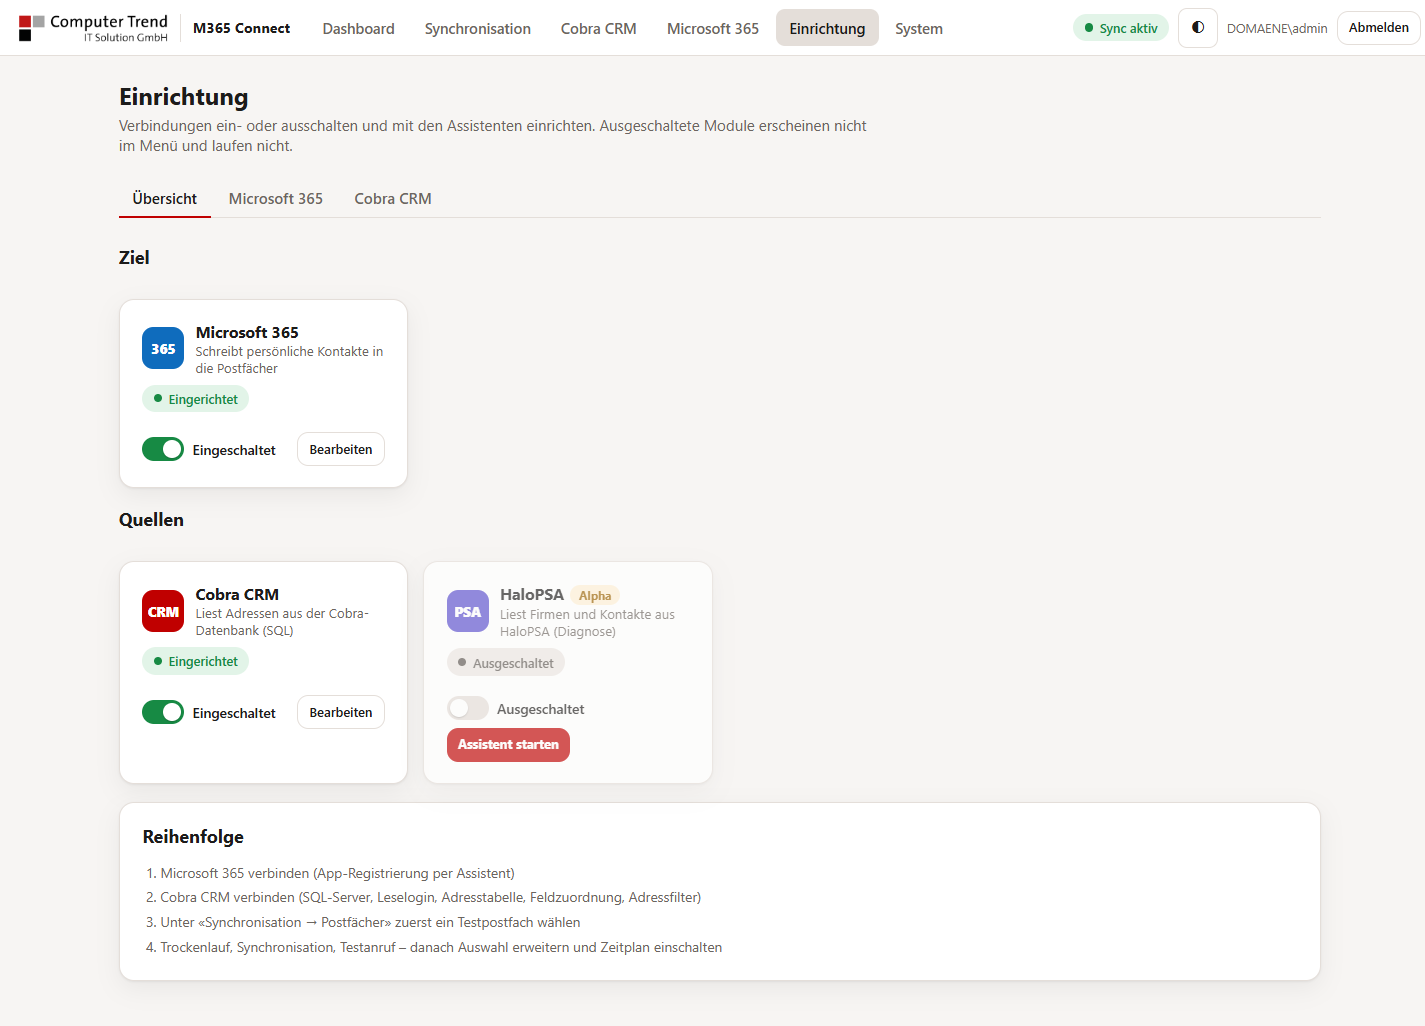 Computer Trend
IT Solution GmbH
M365 Connect
Dashboard
Synchronisation
Cobra CRM
Microsoft 365
Einrichtung
System
Sync aktiv
DOMAENE\admin
Abmelden
Einrichtung
Verbindungen ein- oder ausschalten und mit den Assistenten einrichten. Ausgeschaltete Module erscheinen nicht
im Menü und laufen nicht.
Übersicht
Microsoft 365
Cobra CRM
Ziel
365
Microsoft 365
Schreibt persönliche Kontakte in
die Postfächer
Eingerichtet
Eingeschaltet
Bearbeiten
Quellen
CRM
Cobra CRM
Liest Adressen aus der Cobra-
Datenbank (SQL)
Eingerichtet
Eingeschaltet
Bearbeiten
PSA
HaloPSA Alpha
Liest Firmen und Kontakte aus
HaloPSA (Diagnose)
Ausgeschaltet
Ausgeschaltet
Assistent starten
Reihenfolge
1. Microsoft 365 verbinden (App-Registrierung per Assistent)
2. Cobra CRM verbinden (SQL-Server, Leselogin, Adresstabelle, Feldzuordnung, Adressfilter)
3. Unter «Synchronisation → Postfächer» zuerst ein Testpostfach wählen
4. Trockenlauf, Synchronisation, Testanruf – danach Auswahl erweitern und Zeitplan einschalten